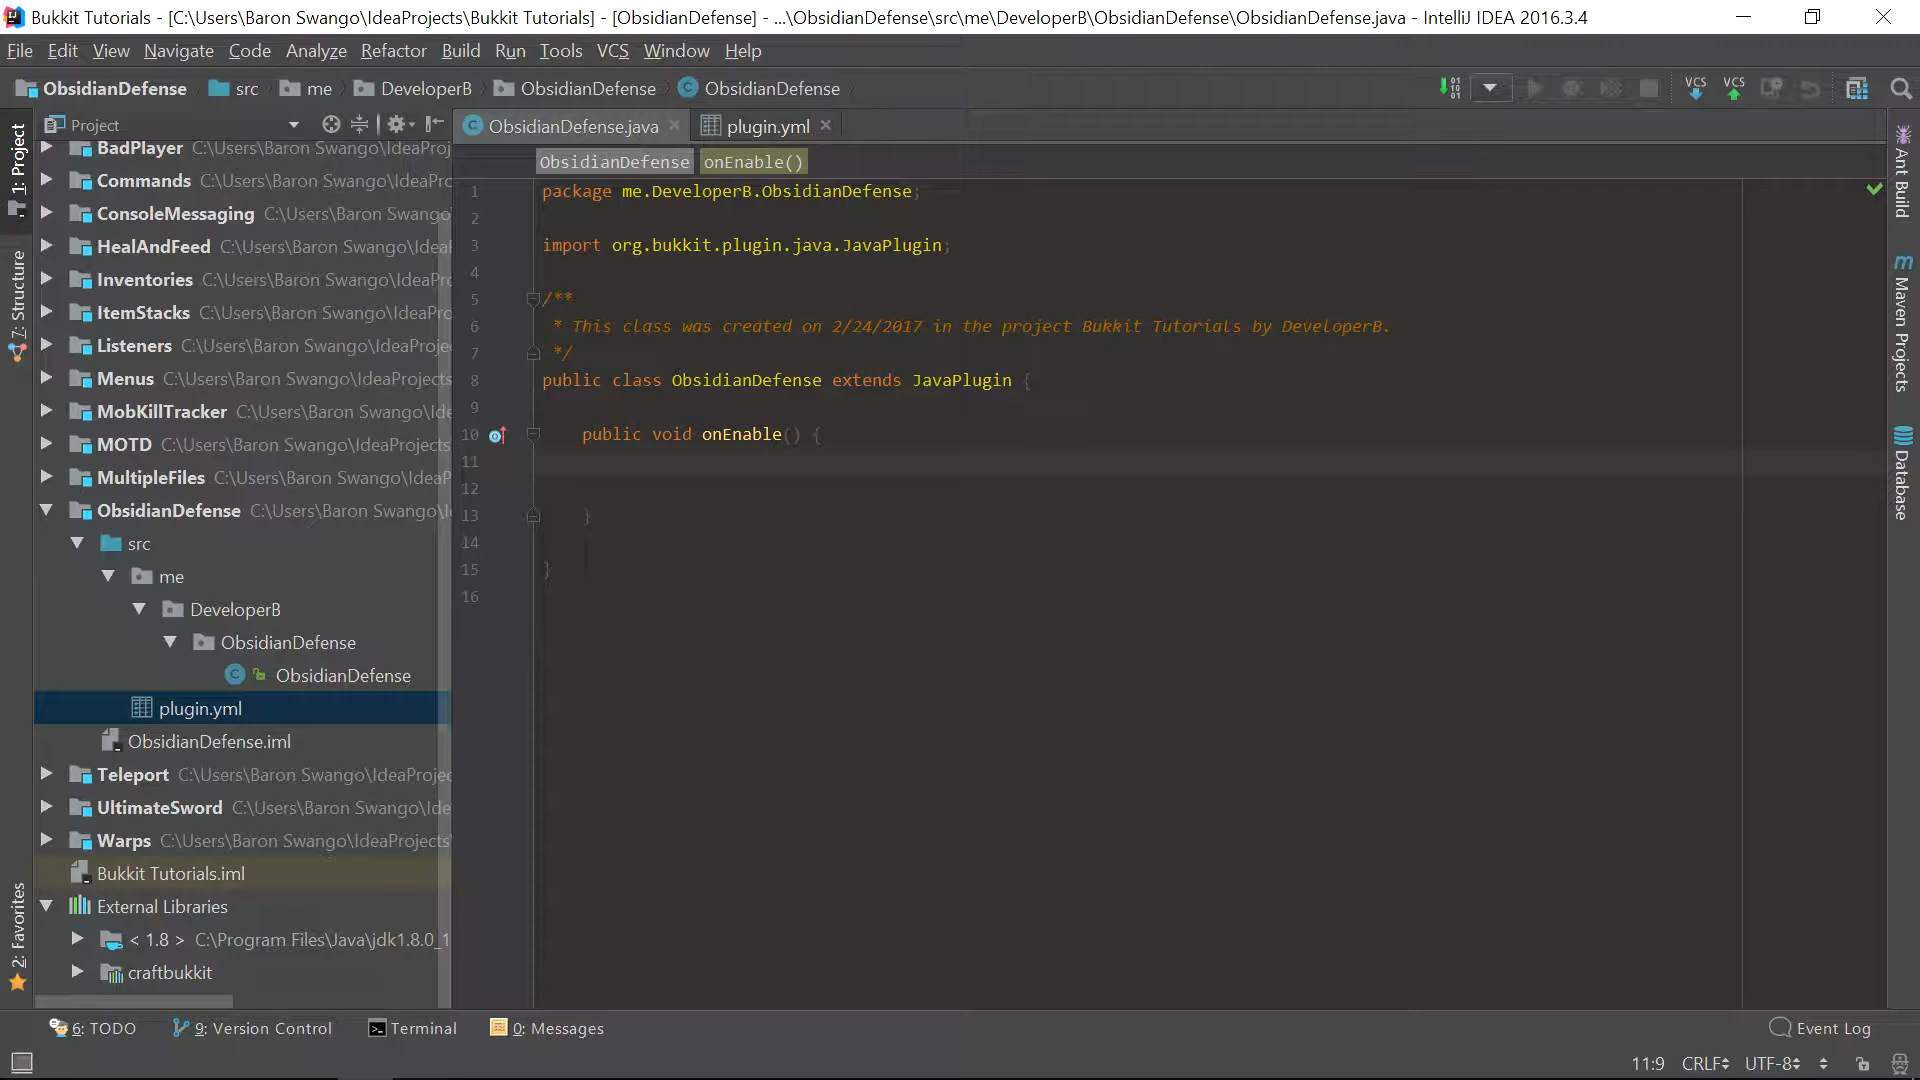 Bukkit Tutorials - [C:\Users\Baron Swango\IdeaProjects\Bukkit Tutorials] - [ObsidianDefense] - ...\ObsidianDefense\src\me\DeveloperB\ObsidianDefense\ObsidianDefense.java - IntelliJ IDEA 2016.3.4
File Edit View Navigate Code Analyze Refactor Build Run Tools VCS Window Help
ObsidianDefense src me DeveloperB ObsidianDefense ObsidianDefense
VCS VCS
1: Project
7: Structure
2: Favorites
Project
BadPlayer C:\Users\Baron Swango\IdeaProj
Commands C:\Users\Baron Swango\IdeaPrc
ConsoleMessaging C:\Users\Baron Swango
HealAndFeed C:\Users\Baron Swango\Idea
Inventories C:\Users\Baron Swango\IdeaPrc
ItemStacks C:\Users\Baron Swango\IdeaPro
Listeners C:\Users\Baron Swango\IdeaProje
Menus C:\Users\Baron Swango\IdeaProjects
MobKillTracker C:\Users\Baron Swango\Ide
MOTD C:\Users\Baron Swango\IdeaProjects
MultipleFiles C:\Users\Baron Swango\IdeaP
ObsidianDefense C:\Users\Baron Swango\I
src
me
DeveloperB
ObsidianDefense
ObsidianDefense
plugin.yml
ObsidianDefense.iml
Teleport C:\Users\Baron Swango\IdeaProjec
UltimateSword C:\Users\Baron Swango\Ide
Warps C:\Users\Baron Swango\IdeaProjects\
Bukkit Tutorials.iml
External Libraries
< 1.8 > C:\Program Files\Java\jdk1.8.0_1
craftbukkit
ObsidianDefense.java plugin.yml
ObsidianDefense onEnable()
1 package me.DeveloperB.ObsidianDefense;
2
3 import org.bukkit.plugin.java.JavaPlugin;
4
5 /**
6 * This class was created on 2/24/2017 in the project Bukkit Tutorials by DeveloperB.
7 */
8 public class ObsidianDefense extends JavaPlugin {
9
10 public void onEnable() {
11
12
13 }
14
15 }
16
Ant Build
Maven Projects
Database
6: TODO 9: Version Control Terminal 0: Messages Event Log
11:9 CRLF UTF-8